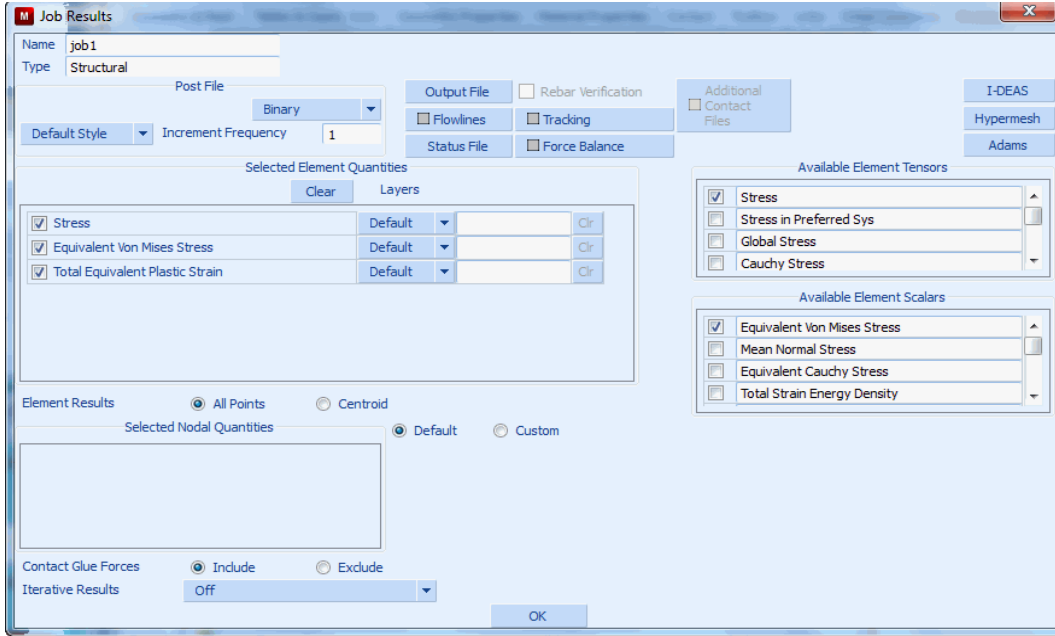 M Job Results
Name job1
Type Structural
Post File
Binary
Default Style Increment Frequency 1
Output File Rebar Verification
Flowlines Tracking
Status File Force Balance
Additional
Contact
Files
I-DEAS
Hypermesh
Adams
Selected Element Quantities
Clear Layers
Stress Default Clr
Equivalent Von Mises Stress Default Clr
Total Equivalent Plastic Strain Default Clr
Available Element Tensors
Stress
Stress in Preferred Sys
Global Stress
Cauchy Stress
Available Element Scalars
Equivalent Von Mises Stress
Mean Normal Stress
Equivalent Cauchy Stress
Total Strain Energy Density
Element Results All Points Centroid
Selected Nodal Quantities Default Custom
Contact Glue Forces Include Exclude
Iterative Results Off
OK